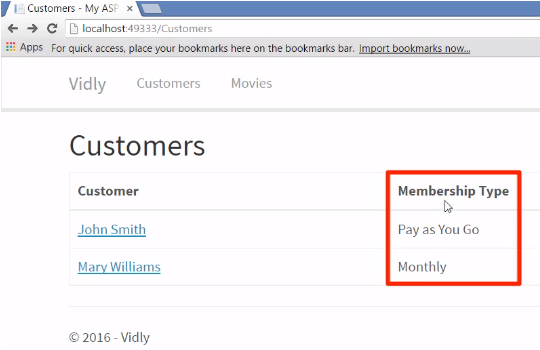 Customers - My ASP
localhost:49333/Customers
Apps For quick access, place your bookmarks here on the bookmarks bar. Import bookmarks now...
Vidly Customers Movies
Customers
Customer Membership Type
John Smith Pay as You Go
Mary Williams Monthly
© 2016 - Vidly